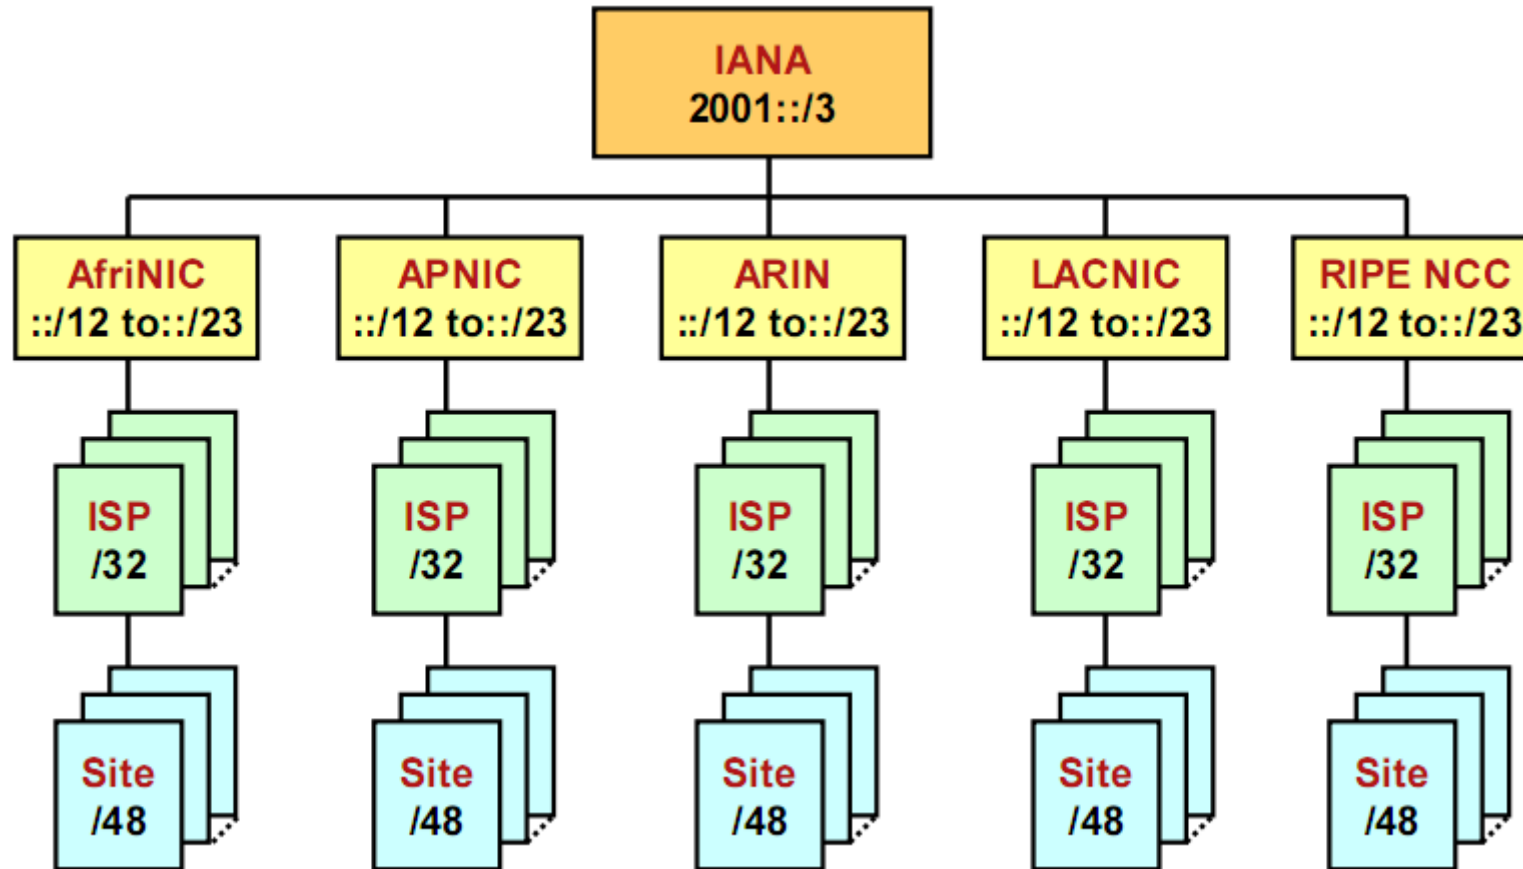 IANA
2001::/3
AfriNIC
::/12 to::/23
APNIC
::/12 to::/23
ARIN
::/12 to::/23
LACNIC
::/12 to::/23
RIPE NCC
::/12 to::/23
ISP
/32
ISP
/32
ISP
/32
ISP
/32
ISP
/32
Site
/48
Site
/48
Site
/48
Site
/48
Site
/48